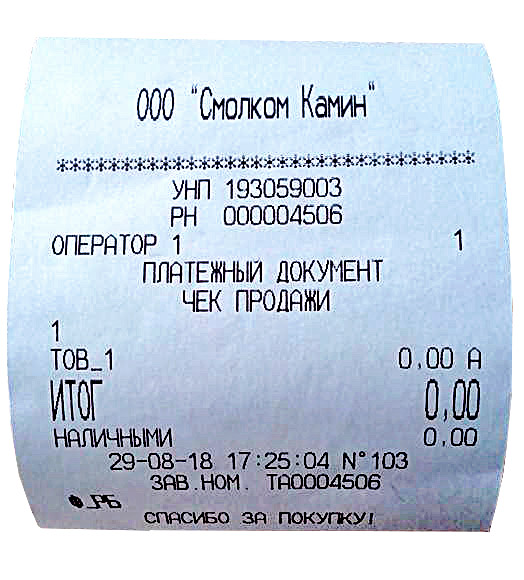 ООО "Смолком Камин"
************************************
УНП 193059003
РН 000004506
ОПЕРАТОР 1 1
ПЛАТЕЖНЫЙ ДОКУМЕНТ
ЧЕК ПРОДАЖИ
1
ТОВ_1 0,00 А
ИТОГ 0,00
НАЛИЧНЫМИ 0,00
29-08-18 17:25:04 N°103
ЗАВ.НОМ. ТА0004506
РБ
СПАСИБО ЗА ПОКУПКУ!